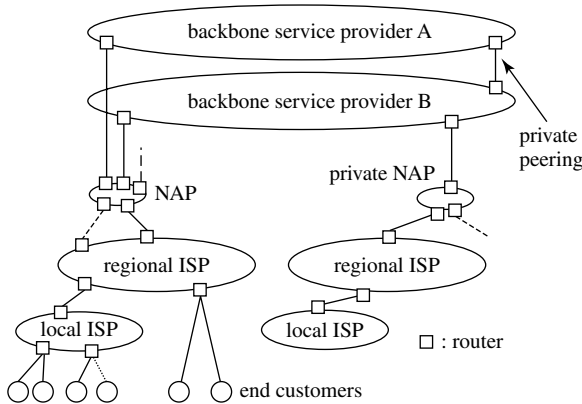 backbone service provider A
backbone service provider B
private
peering
NAP
private NAP
regional ISP
regional ISP
local ISP
local ISP
: router
end customers